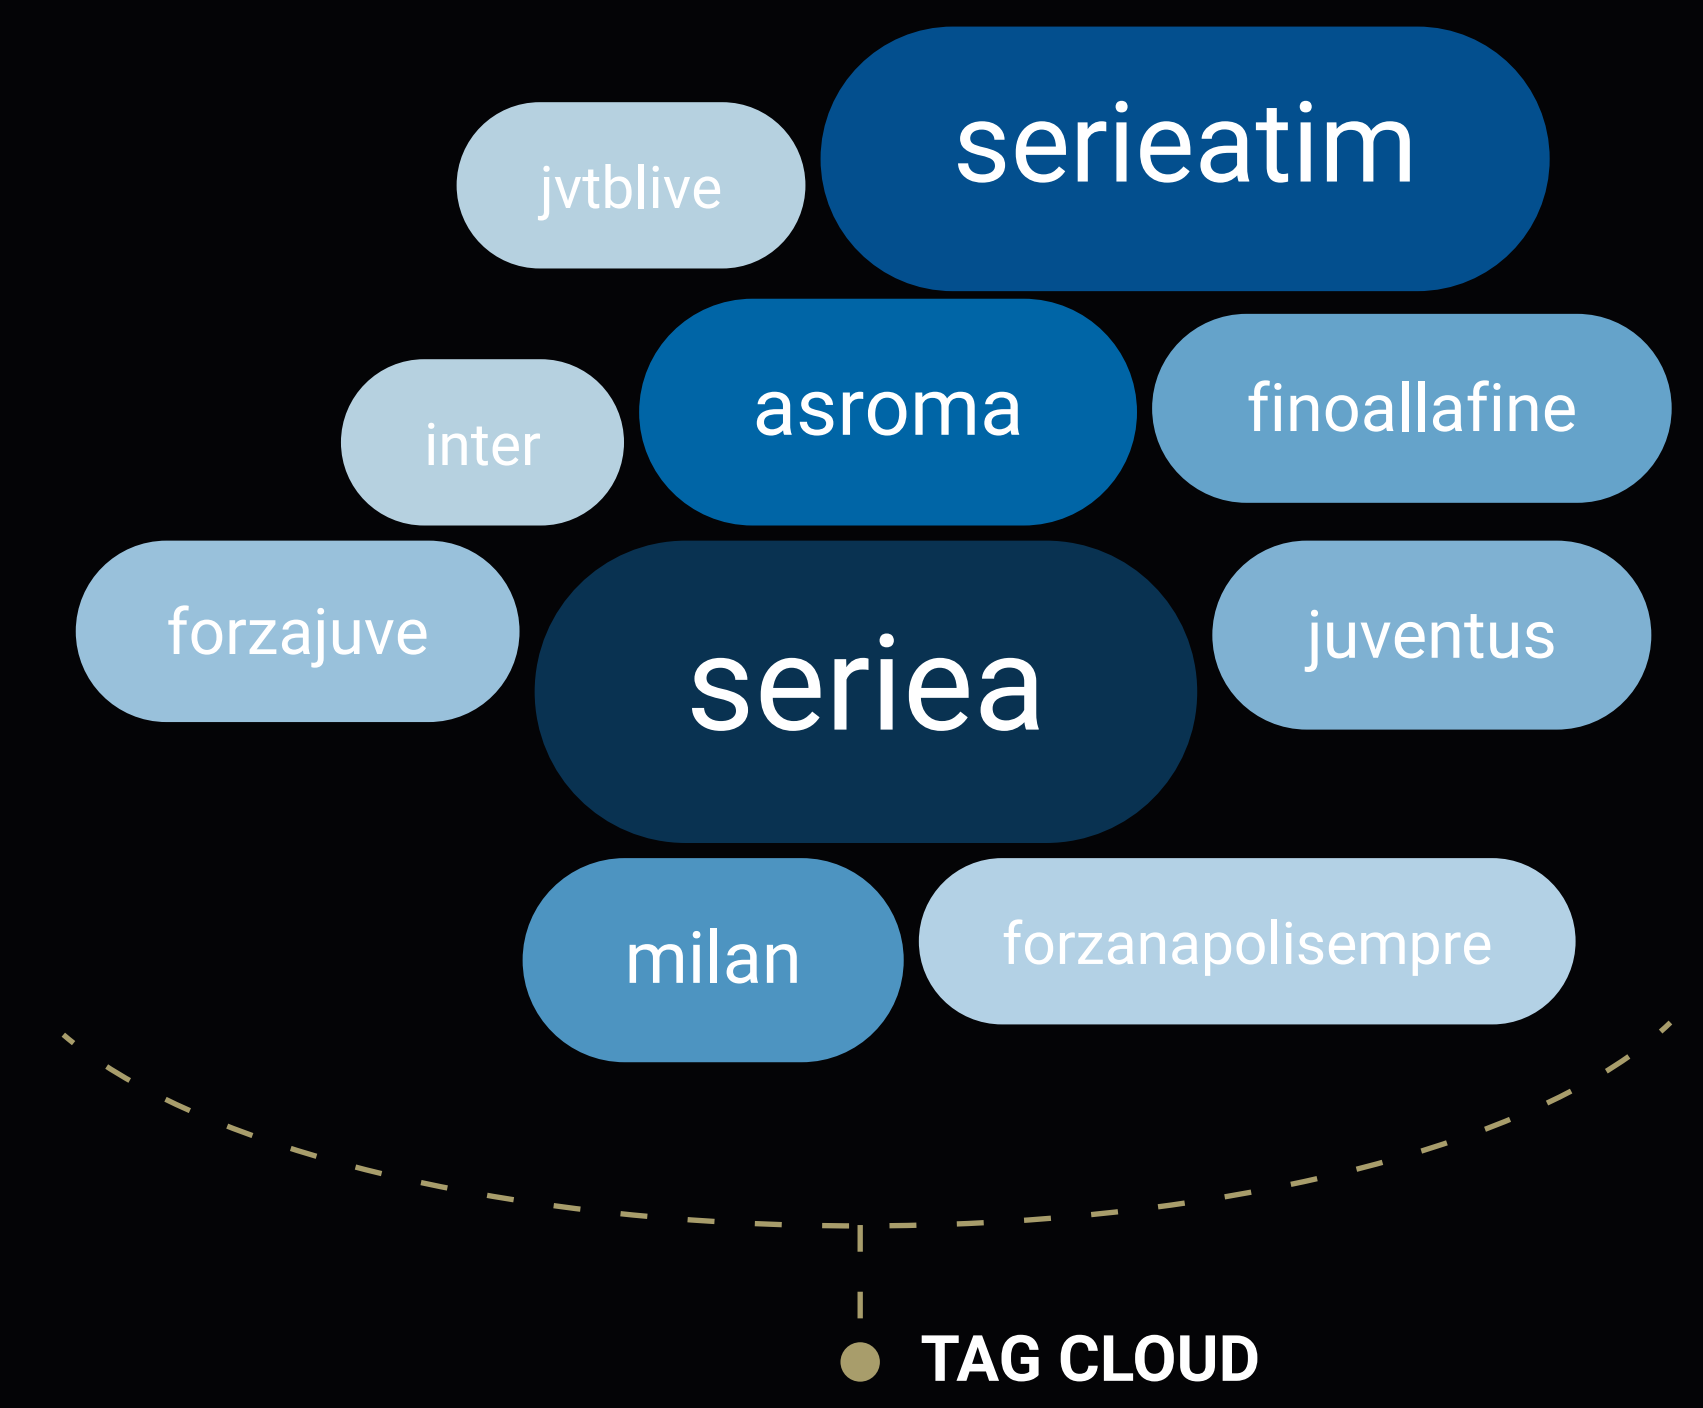 serieatim
jvtblive
asroma
finoallafine
inter
forzajuve
seriea
juventus
milan
forzanapolisempre
TAG CLOUD